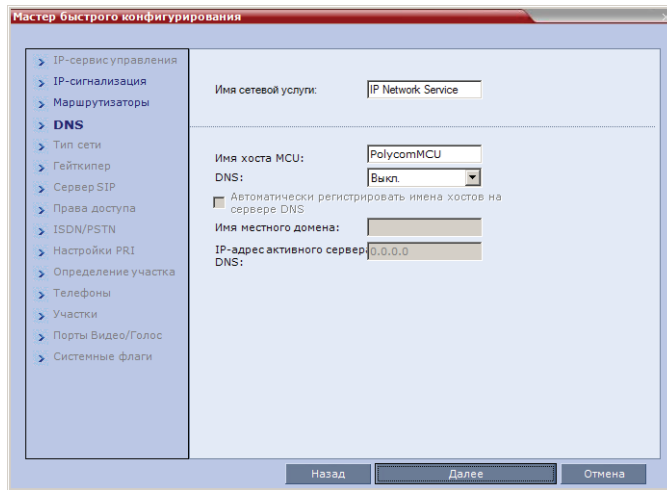 Мастер быстрого конфигурирования
IP-сервис управления
IP-сигнализация
Маршрутизаторы
DNS
Тип сети
Гейткипер
Сервер SIP
Права доступа
ISDN/PSTN
Настройки PRI
Определение участка
Телефоны
Участки
Порты Видео/Голос
Системные флаги
Имя сетевой услуги: IP Network Service
Имя хоста MCU: PolycomMCU
DNS: Выкл.
Автоматически регистрировать имена хостов на
сервере DNS
Имя местного домена:
IP-адрес активного сервера 0.0.0.0
DNS:
Назад Далее Отмена